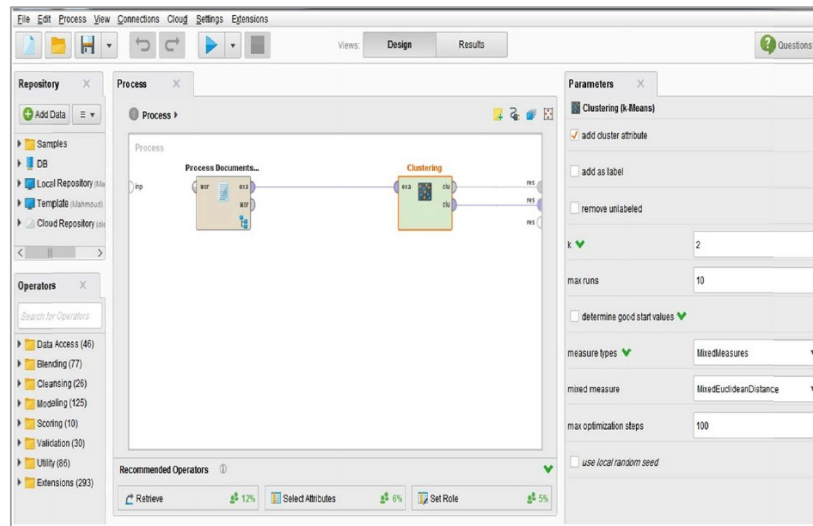 File Edit Process View Connections Cloud Settings Extensions
Views: Design Results Questions
Repository
Add Data
Samples
DB
Local Repository
Template (Mahmoud)
Cloud Repository
Operators
Search for Operators
Data Access (46)
Blending (77)
Cleansing (26)
Modeling (125)
Scoring (10)
Validation (30)
Utility (86)
Extensions (293)
Process
Process
Process
Process Documents...
Clustering
inp
wor exa
wor
exa clu
clu
res
res
res
Recommended Operators
Retrieve 12% Select Attributes 6% Set Role 5%
Parameters
Clustering (k-Means)
add cluster attribute
add as label
remove unlabeled
k 2
max runs 10
determine good start values
measure types MixedMeasures
mixed measure MixedEuclideanDistance
max optimization steps 100
use local random seed